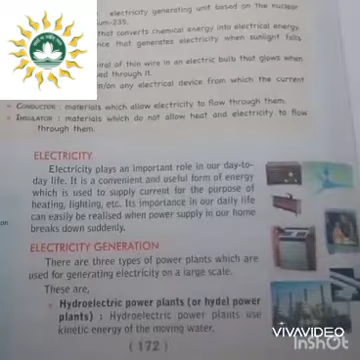 electricity generating unit based on the nuclear
um-235.
that converts chemical energy into electrical energy.
ice that generates electricity when sunlight falls
ral of thin wire in an electric bulb that glows when
ed through it.
m/on any electrical device from which the current
CONDUCTOR : materials which allow electricity to flow through them.
INSULATOR : materials which do not allow heat and electricity to flow
through them.
ELECTRICITY
Electricity plays an important role in our day-to-
day life. It is a convenient and useful form of energy
which is used to supply current for the purpose of
heating, lighting, etc. Its importance in our daily life
can easily be realised when power supply in our home
breaks down suddenly.
ELECTRICITY GENERATION
There are three types of power plants which are
used for generating electricity on a large scale.
These are,
Hydroelectric power plants (or hydel power
plants) : Hydroelectric power plants use
kinetic energy of the moving water.
(172)
on
VIVAVIDEO
InShOt